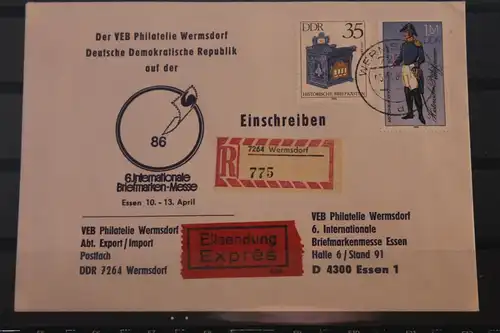 Der VEB Philatelie Wermsdorf
Deutsche Demokratische Republik
auf der
86
6.Internationale
Briefmarken-Messe
Essen 10. - 13. April
DDR 35
HISTORISCHE BRIEFKÄSTEN
1M
DDR
Einschreiben
R
7264 Wermsdorf
775
Eilsendung
Exprès
VEB Philatelie Wermsdorf
Abt. Export/Import
Postfach
DDR 7264 Wermsdorf
VEB Philatelie Wermsdorf
6. Internationale
Briefmarkenmesse Essen
Halle 6 / Stand 91
D 4300 Essen 1